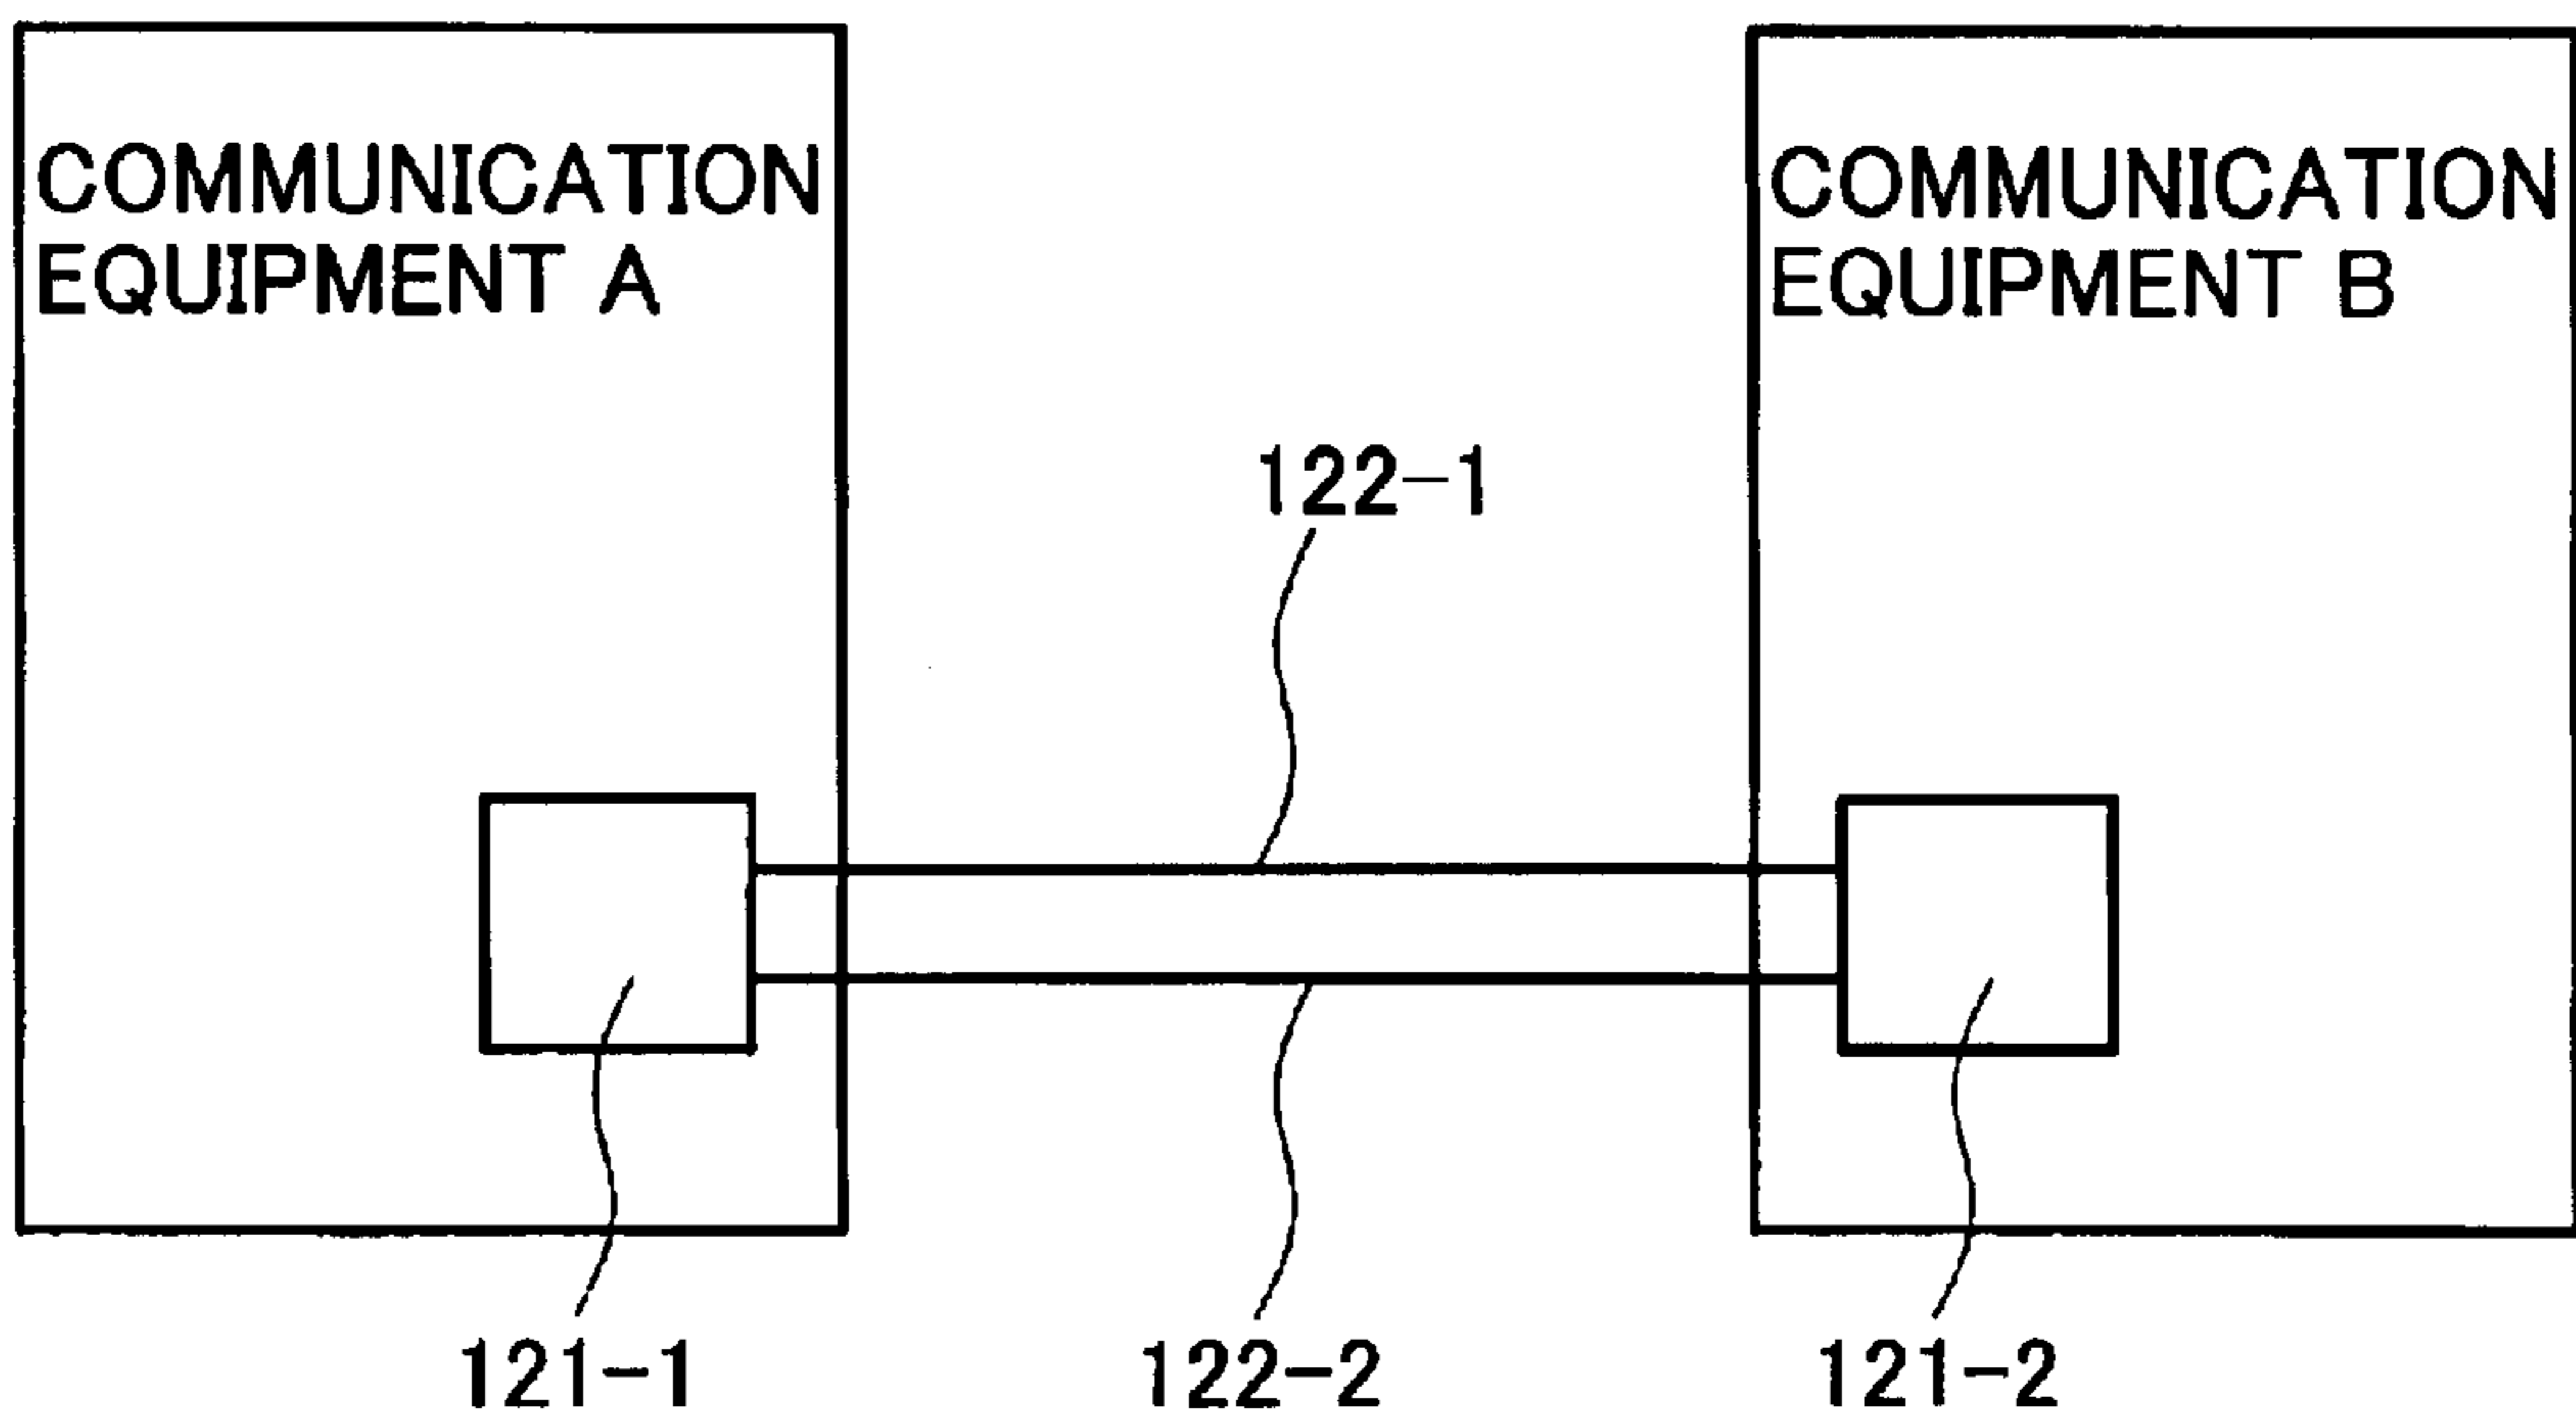 COMMUNICATION
EQUIPMENT A
COMMUNICATION
EQUIPMENT B
122-1
121-1
122-2
121-2